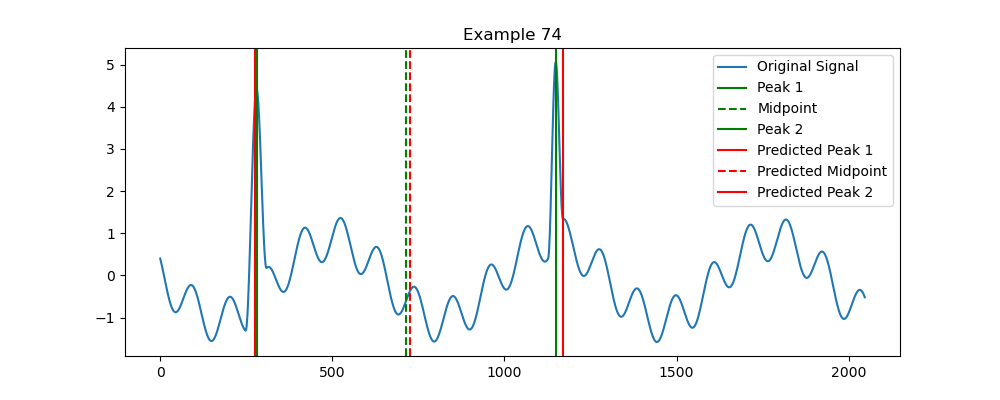 Example 74
5
4
3
2
1
0
−1
0
500
1000
1500
2000
Original Signal
Peak 1
Midpoint
Peak 2
Predicted Peak 1
Predicted Midpoint
Predicted Peak 2